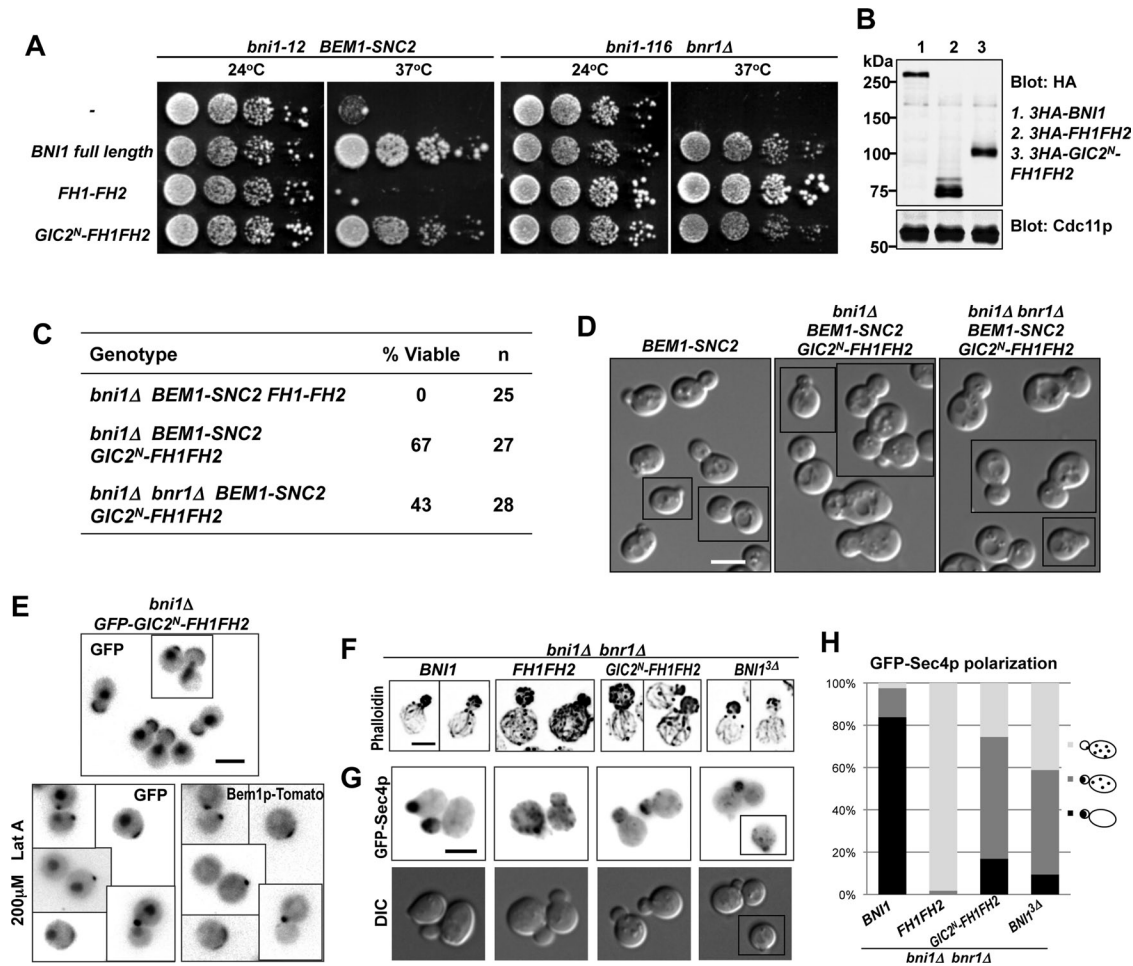 A
bni1-12 BEM1-SNC2
bni1-116 bnr1Δ
24°C 37°C 24°C 37°C
-
BNI1 full length
FH1-FH2
GIC2ᴺ-FH1FH2
B
1 2 3
kDa
250
150
100
75
50
Blot: HA
1. 3HA-BNI1
2. 3HA-FH1FH2
3. 3HA-GIC2ᴺ-
FH1FH2
Blot: Cdc11p
C
Genotype % Viable n
bni1Δ BEM1-SNC2 FH1-FH2 0 25
bni1Δ BEM1-SNC2
GIC2ᴺ-FH1FH2 67 27
bni1Δ bnr1Δ BEM1-SNC2
GIC2ᴺ-FH1FH2 43 28
D
BEM1-SNC2
bni1Δ
BEM1-SNC2
GIC2ᴺ-FH1FH2
bni1Δ bnr1Δ
BEM1-SNC2
GIC2ᴺ-FH1FH2
E
bni1Δ
GFP-GIC2ᴺ-FH1FH2
GFP
200µM Lat A
GFP
Bem1p-Tomato
F
bni1Δ bnr1Δ
BNI1 FH1FH2 GIC2ᴺ-FH1FH2 BNI1³Δ
Phalloidin
G
GFP-Sec4p
DIC
H
GFP-Sec4p polarization
100%
80%
60%
40%
20%
0%
BNI1
FH1FH2
GIC2ᴺ-FH1FH2
BNI1³Δ
bni1Δ bnr1Δ